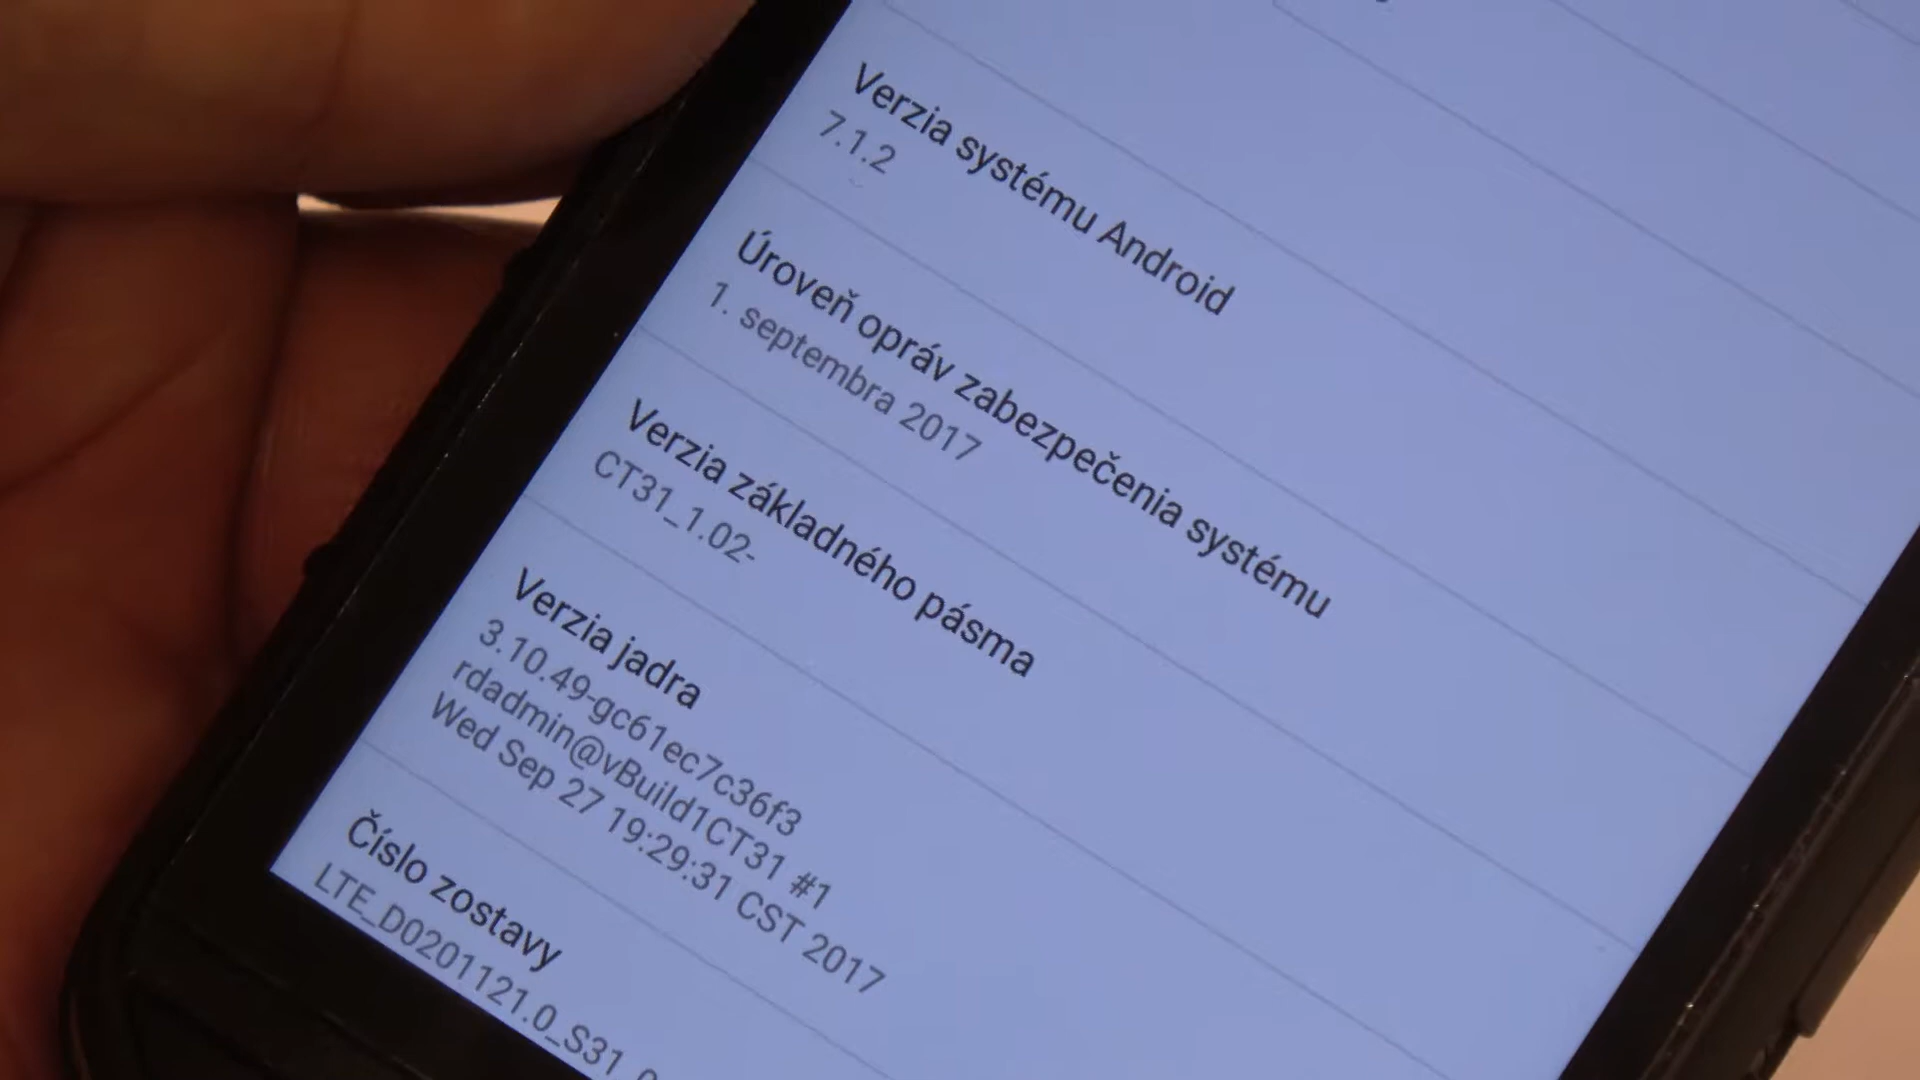 Verzia systému Android
7.1.2
Úroveň opráv zabezpečenia systému
1. septembra 2017
Verzia základného pásma
CT31_1.02-
Verzia jadra
3.10.49-gc61ec7c36f3
rdadmin@vBuild1CT31 #1
Wed Sep 27 19:29:31 CST 2017
Číslo zostavy
LTE_D0201121.0_S31